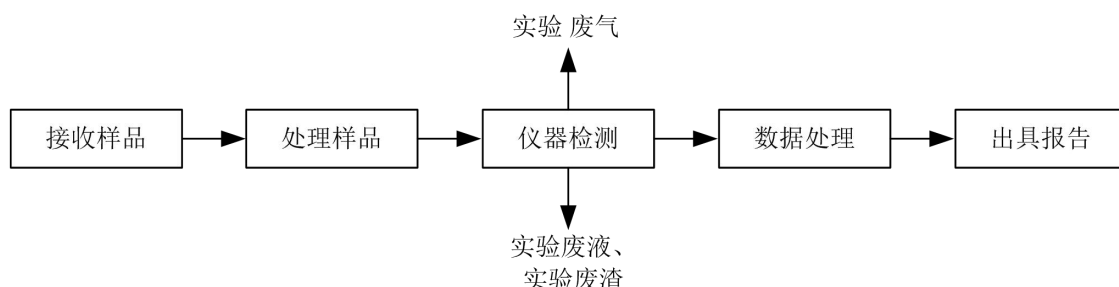 实验 废气
接收样品
处理样品
仪器检测
数据处理
出具报告
实验废液、
实验废渣